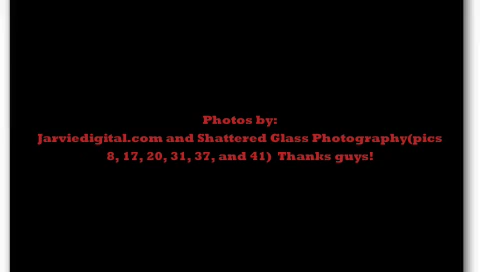 Photos by:
Jarviedigital.com and Shattered Glass Photography(pics
8, 17, 20, 31, 37, and 41)  Thanks guys!